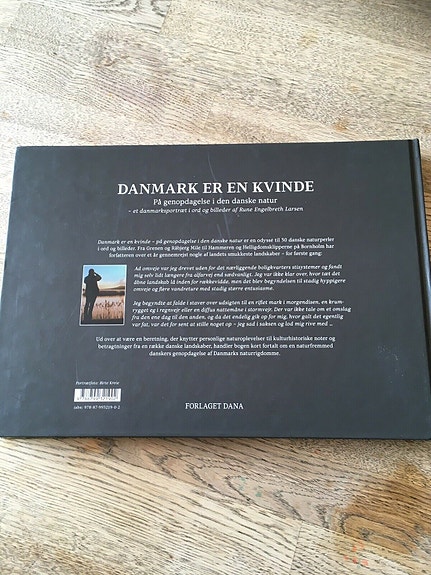 DANMARK ER EN KVINDE
På genopdagelse i den danske natur
– et danmarksportræt i ord og billeder af Rune Engelbreth Larsen
Danmark er en kvinde – på genopdagelse i den danske natur er en odyssé til 50 danske naturperler
i ord og billeder. Fra Grenen og Råbjerg Mile til Hammeren og Helligdomsklipperne på Bornholm har
forfatteren over et år gennemrejst nogle af landets smukkeste landskaber – for første gang:
Ad omveje var jeg drevet uden for det nærliggende boligkvarters stisystemer og fandt
mig selv lidt længere fra alfarvej end sædvanligt. Jeg var ikke klar over, hvor tæt det
åbne landskab lå inden for rækkevidde, men det blev begyndelsen til stadig hyppigere
omveje og flere vandreture med stadig større entusiasme.
Jeg begyndte at falde i staver over udsigten til en riflet mark i morgendisen, en krum-
rygget eg i regnvejr eller en diffus nattehimmel i stormvejr. Der var ikke tale om et omslag
fra den ene dag til den anden, og da det endelig gik op for mig, hvor galt det egentlig
var fat, var det for sent at stille noget op – jeg sad i saksen og lod mig rive med ...
Ud over at være en beretning, der knytter personlige naturoplevelser til kulturhistoriske noter og
betragtninger fra en række danske landskaber, handler bogen kort fortalt om en naturfremmed
danskers genopdagelse af Danmarks naturrigdomme.
Portrætfoto: Bente
FORLAGET DANA